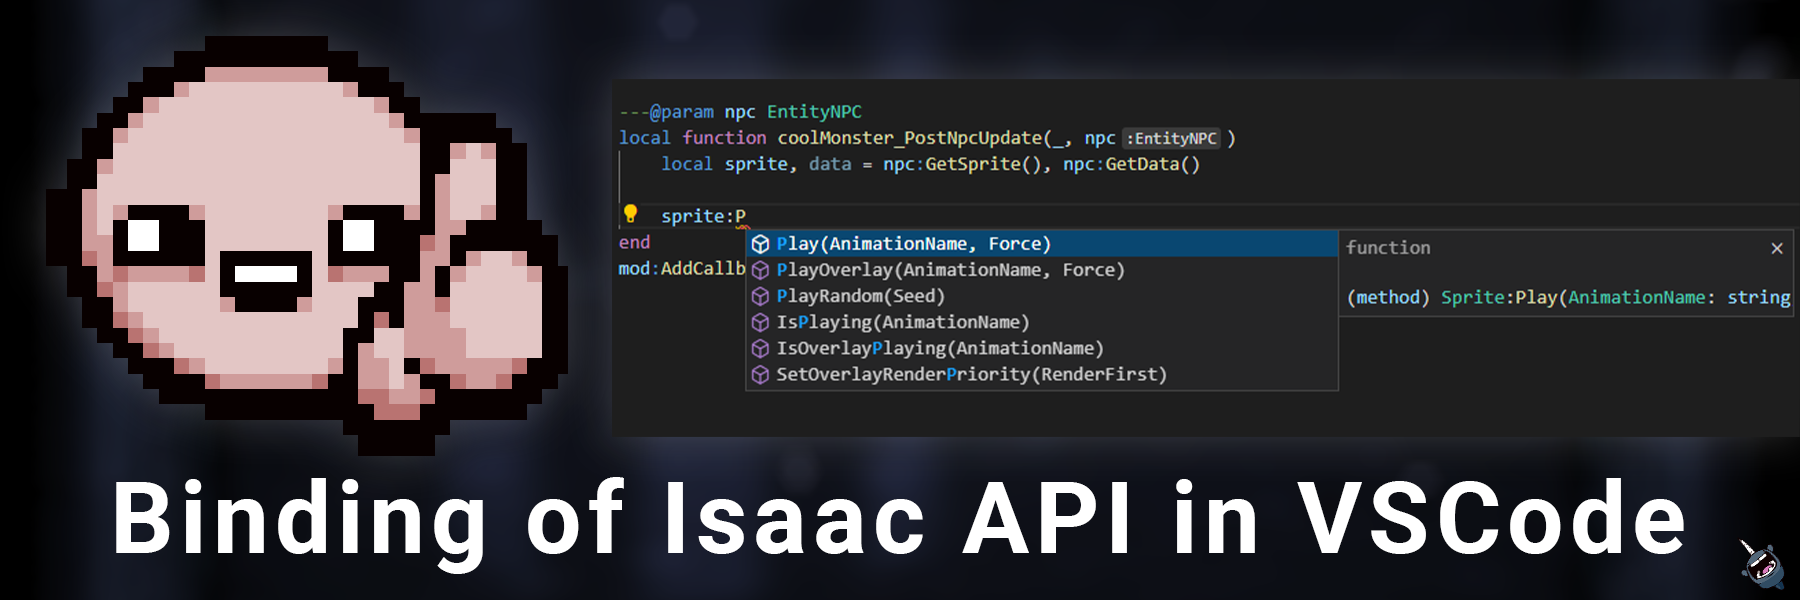 ---@param npc EntityNPC
local function coolMonster_PostNpcUpdate(_, npc :EntityNPC )
local sprite, data = npc:GetSprite(), npc:GetData()
sprite:P
end
mod:AddCallb
Play(AnimationName, Force)
PlayOverlay(AnimationName, Force)
PlayRandom(Seed)
IsPlaying(AnimationName)
IsOverlayPlaying(AnimationName)
SetOverlayRenderPriority(RenderFirst)
function
(method) Sprite:Play(AnimationName: string
Binding of Isaac API in VSCode